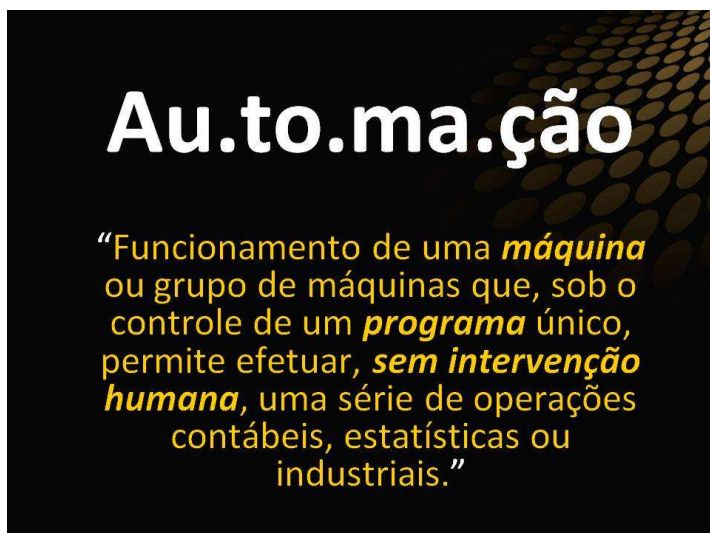 Au.to.ma.ção
“Funcionamento de uma máquina
ou grupo de máquinas que, sob o
controle de um programa único,
permite efetuar, sem intervenção
humana, uma série de operações
contábeis, estatísticas ou
industriais.”